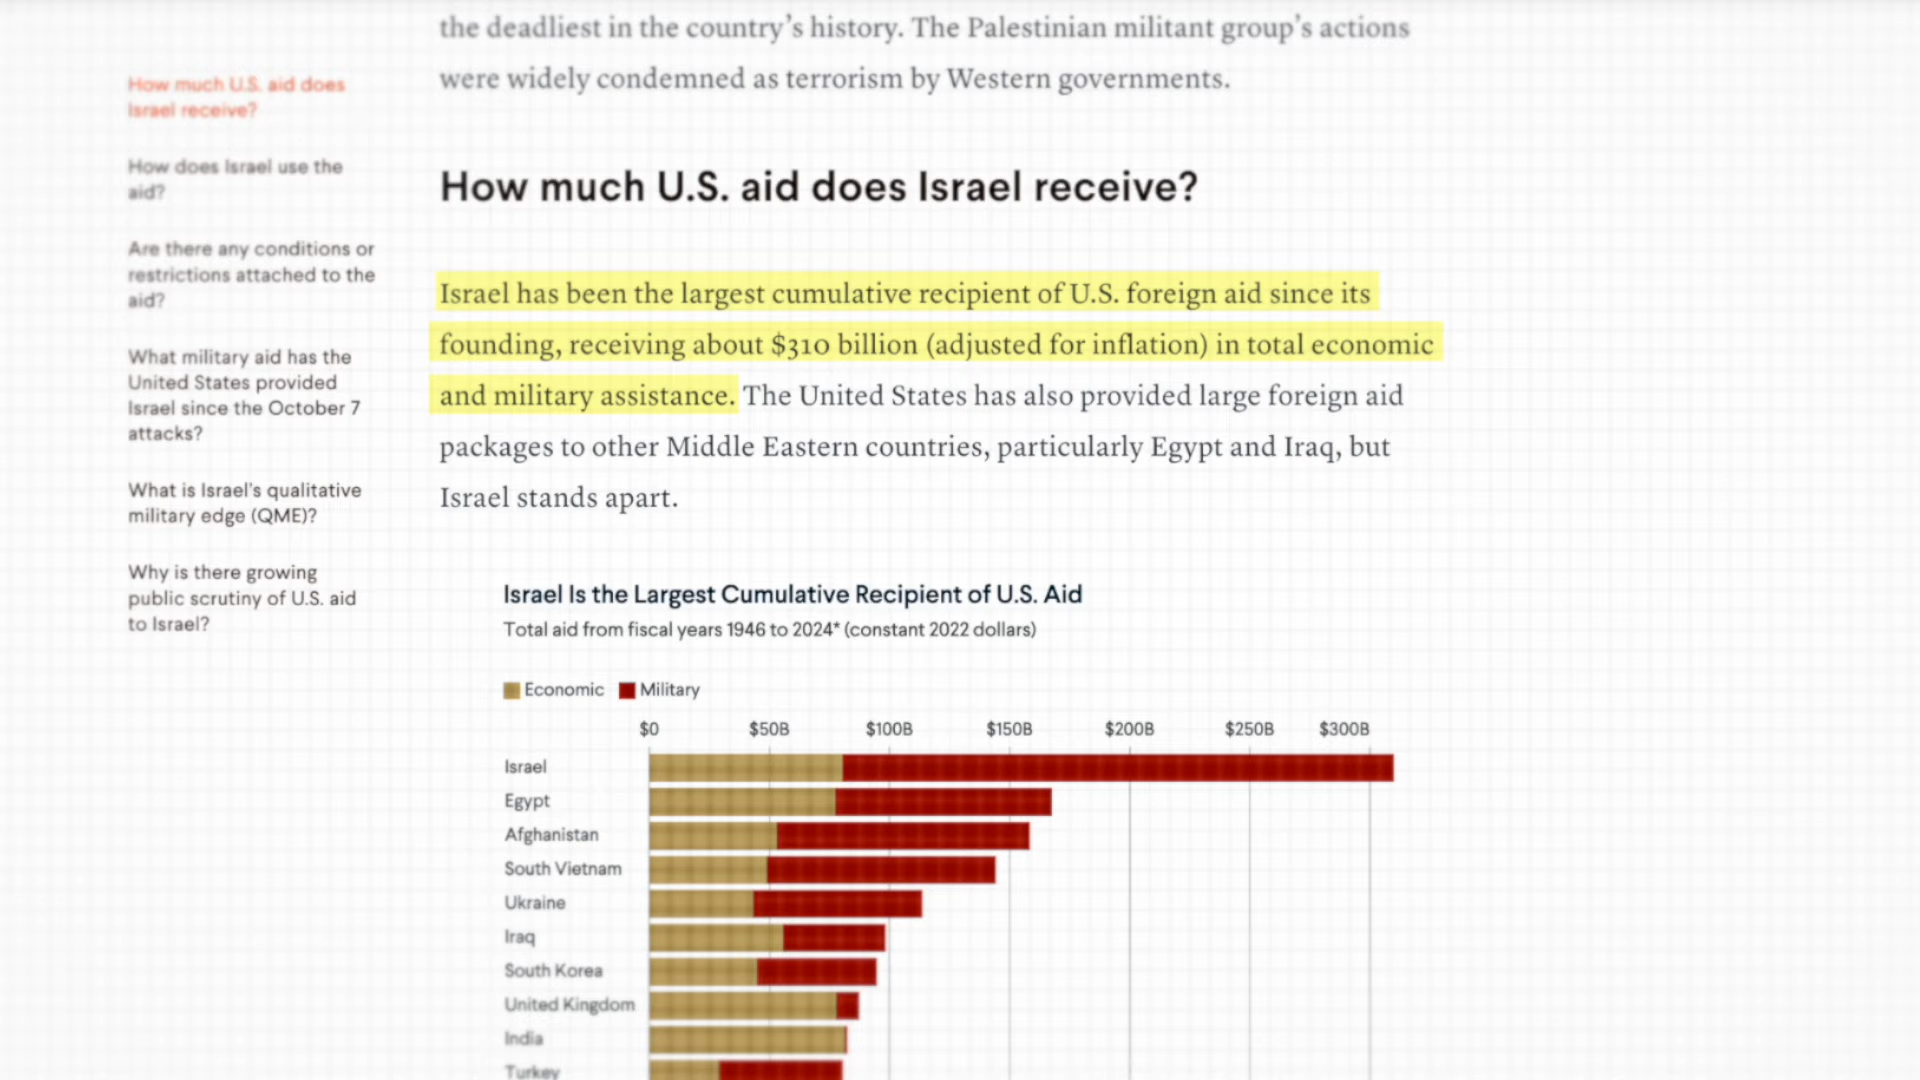 the deadliest in the country's history. The Palestinian militant group's actions
were widely condemned as terrorism by Western governments.
How much U.S. aid does
Israel receive?
How does Israel use the
aid?
Are there any conditions or
restrictions attached to the
aid?
What military aid has the
United States provided
Israel since the October 7
attacks?
What is Israel's qualitative
military edge (QME)?
Why is there growing
public scrutiny of U.S. aid
to Israel?
How much U.S. aid does Israel receive?
Israel has been the largest cumulative recipient of U.S. foreign aid since its
founding, receiving about $310 billion (adjusted for inflation) in total economic
and military assistance. The United States has also provided large foreign aid
packages to other Middle Eastern countries, particularly Egypt and Iraq, but
Israel stands apart.
Israel Is the Largest Cumulative Recipient of U.S. Aid
Total aid from fiscal years 1946 to 2024* (constant 2022 dollars)
Economic Military
$0 $50B $100B $150B $200B $250B $300B
Israel
Egypt
Afghanistan
South Vietnam
Ukraine
Iraq
South Korea
United Kingdom
India
Turkey